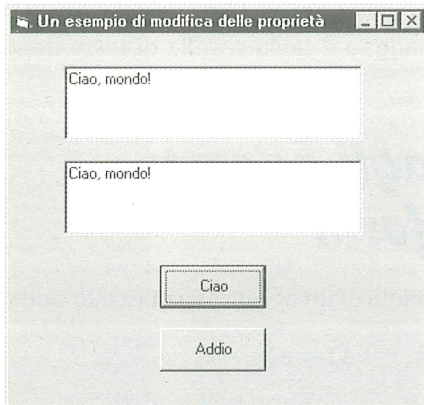 Un esempio di modifica delle proprietà
Ciao, mondo!
Ciao, mondo!
Ciao
Addio